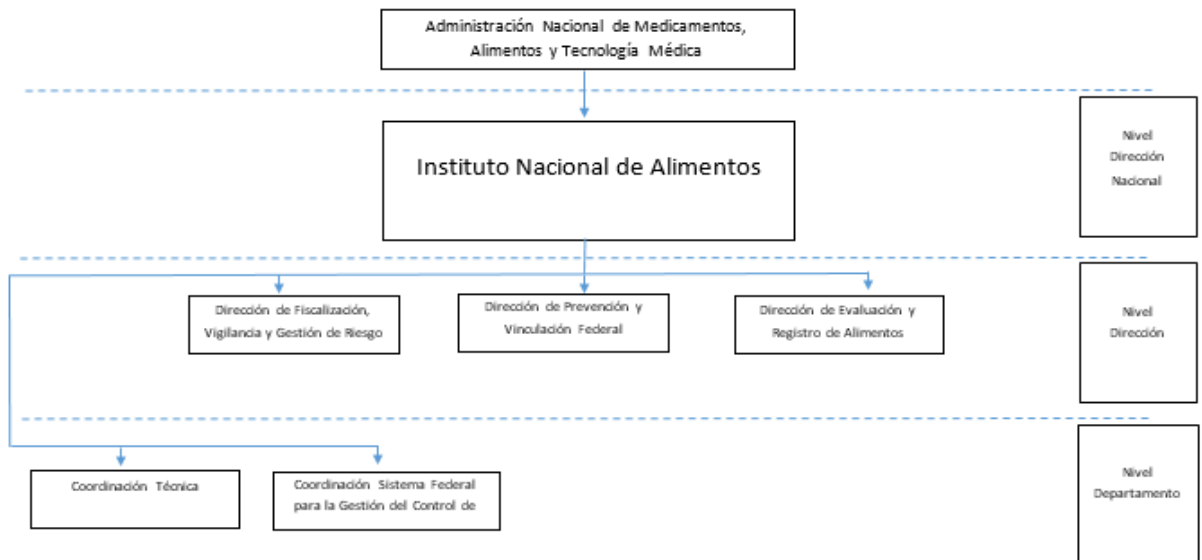 Administración Nacional de Medicamentos,
Alimentos y Tecnología Médica
Nivel
Dirección
Nacional
Instituto Nacional de Alimentos
Dirección de Fiscalización,
Vigilancia y Gestión de Riesgo
Dirección de Prevención y
Vinculación Federal
Dirección de Evaluación y
Registro de Alimentos
Nivel
Dirección
Coordinación Técnica
Coordinación Sistema Federal
para la Gestión del Control de
Nivel
Departamento